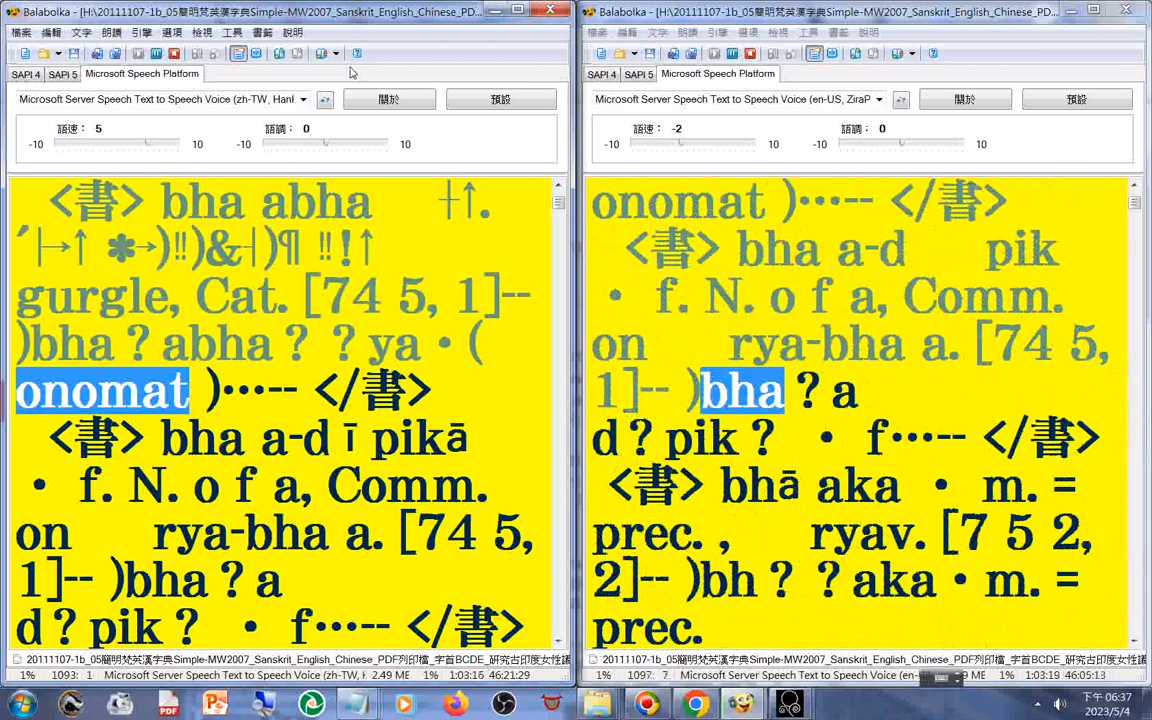 Balabolka - [H:\20111107-1b_05簡明梵英漢字典Simple-MW2007_Sanskrit_English_Chinese_PD...
檔案 編輯 文字 朗讀 引擎 選項 檢視 工具 書籤 說明
SAPI 4 SAPI 5 Microsoft Speech Platform
Microsoft Server Speech Text to Speech Voice (zh-TW, Hanl 關於 預設
語速： 5 語調： 0
-10 10 -10 10
<書> bha abha ┼↑.
gurgle, Cat. [74 5, 1]--
)bha？abha？？ya •(
onomat )…-- </書>
<書> bha a-d ī pikā
• f. N. o f a, Comm.
on rya-bha a. [74 5,
1]-- )bha？a
d？pik？ • f…-- </書>
20111107-1b_05簡明梵英漢字典Simple-MW2007_Sanskrit_English_Chinese_PDF列印檔_字首BCDE_研究古印度女性議
1% 1093: 1 Microsoft Server Speech Text to Speech Voice (zh-TW, H 2.49 ME 1% 1:03:16 46:21:29
Balabolka - [H:\20111107-1b_05簡明梵英漢字典Simple-MW2007_Sanskrit_English_Chinese_PD...
檔案 編輯 文字 朗讀 引擎 選項 檢視 工具 書籤 說明
SAPI 4 SAPI 5 Microsoft Speech Platform
Microsoft Server Speech Text to Speech Voice (en-US, ZiraP 關於 預設
語速： -2 語調： 0
-10 10 -10 10
onomat )…-- </書>
<書> bha a-d pik
• f. N. o f a, Comm.
on rya-bha a. [74 5,
1]-- )bha？a
d？pik？ • f…-- </書>
<書> bhā aka • m. =
prec. , ryav. [7 5 2,
2]-- )bh？？aka • m. =
prec.
20111107-1b_05簡明梵英漢字典Simple-MW2007_Sanskrit_English_Chinese_PDF列印檔_字首BCDE_研究古印度女性議
1% 1097: 7 Microsoft Server Speech Text to Speech Voice (en-US, 1% 1:03:16 46:05:13
下午 06:37
2023/5/4